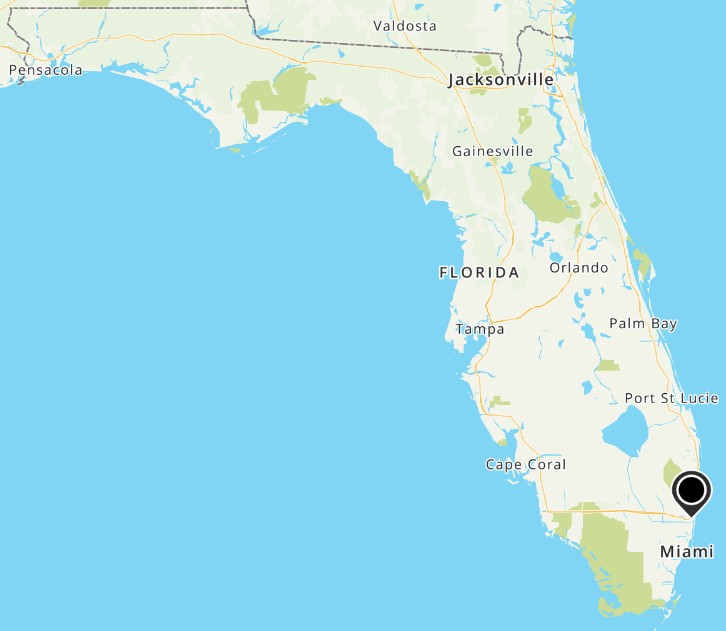 Valdosta
Pensacola
Jacksonville
Gainesville
FLORIDA
Orlando
Palm Bay
Tampa
Port St Lucie
Cape Coral
Miami